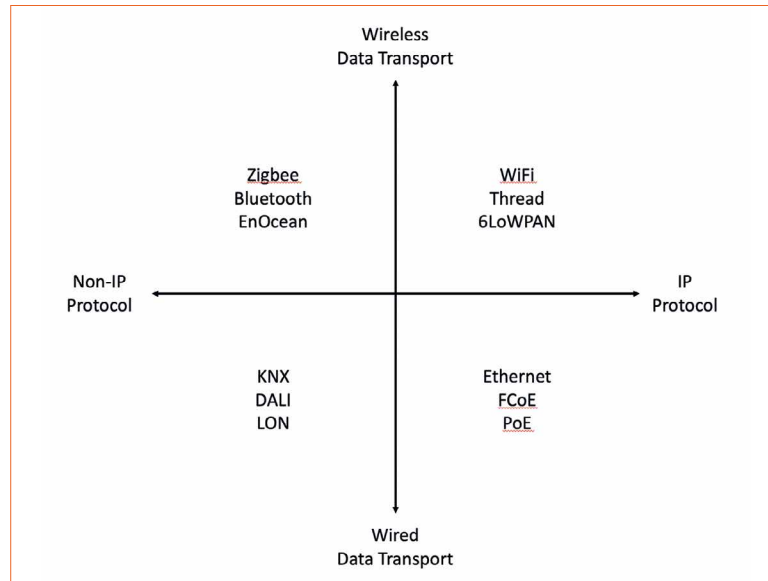 Wireless
Data Transport
Zigbee
Bluetooth
EnOcean
WiFi
Thread
6LoWPAN
Non-IP
Protocol
IP
Protocol
KNX
DALI
LON
Ethernet
FCoE
PoE
Wired
Data Transport